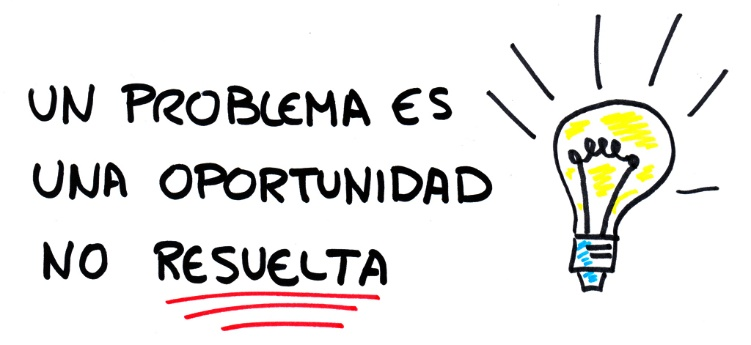 UN PROBLEMA ES
UNA OPORTUNIDAD
NO RESUELTA